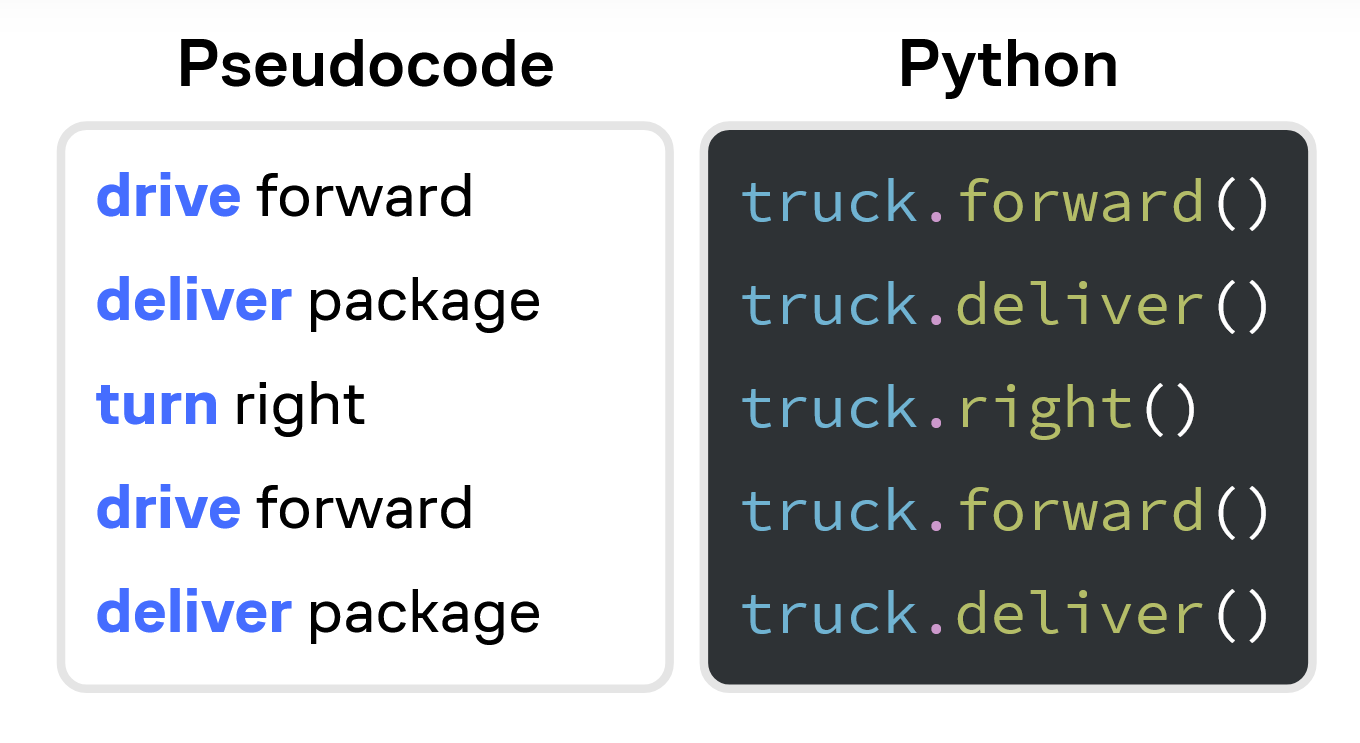 Pseudocode
drive forward
deliver package
turn right
drive forward
deliver package
Python
truck.forward()
truck.deliver()
truck.right()
truck.forward()
truck.deliver()